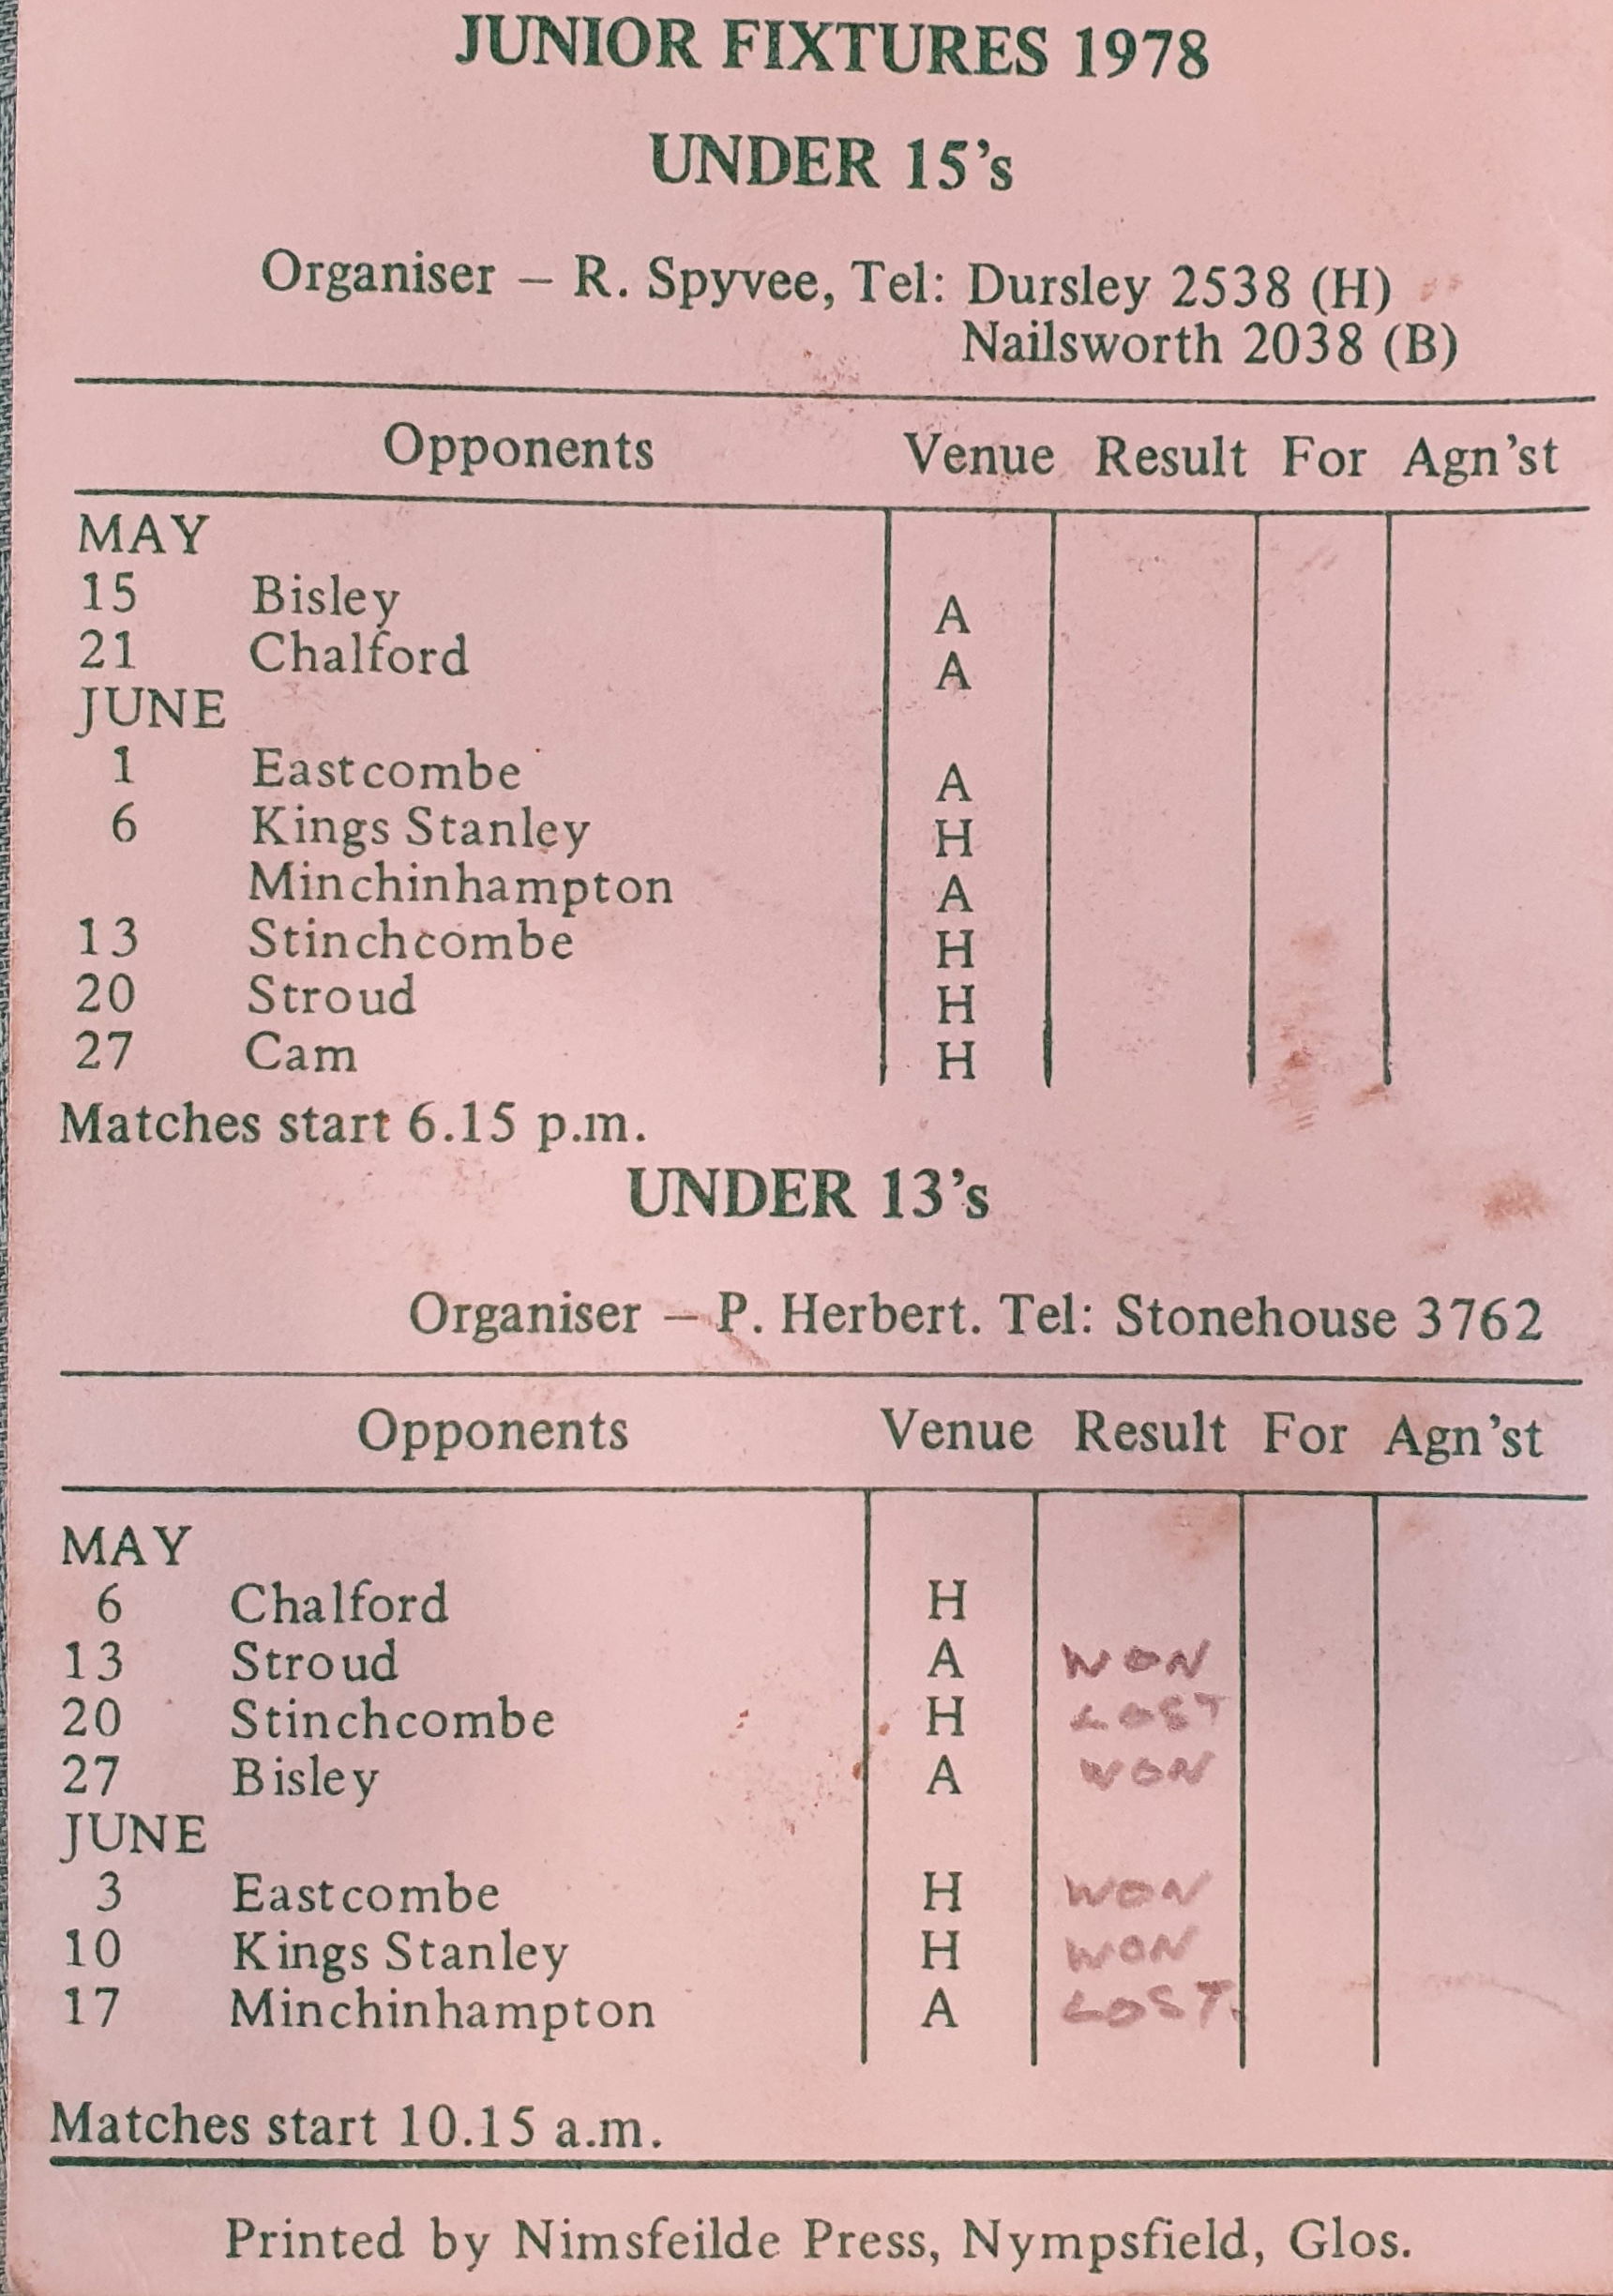 JUNIOR FIXTURES 1978
UNDER 15's
Organiser – R. Spyvee, Tel: Dursley 2538 (H)
Nailsworth 2038 (B)
Opponents Venue Result For Agn'st
MAY
15 Bisley A
21 Chalford A
JUNE
1 Eastcombe A
6 Kings Stanley H
Minchinhampton A
13 Stinchcombe H
20 Stroud H
27 Cam H
Matches start 6.15 p.m.
UNDER 13's
Organiser – P. Herbert. Tel: Stonehouse 3762
Opponents Venue Result For Agn'st
MAY
6 Chalford H
13 Stroud A WON
20 Stinchcombe H LOST
27 Bisley A WON
JUNE
3 Eastcombe H WON
10 Kings Stanley H WON
17 Minchinhampton A LOST.
Matches start 10.15 a.m.
Printed by Nimsfeilde Press, Nympsfield, Glos.